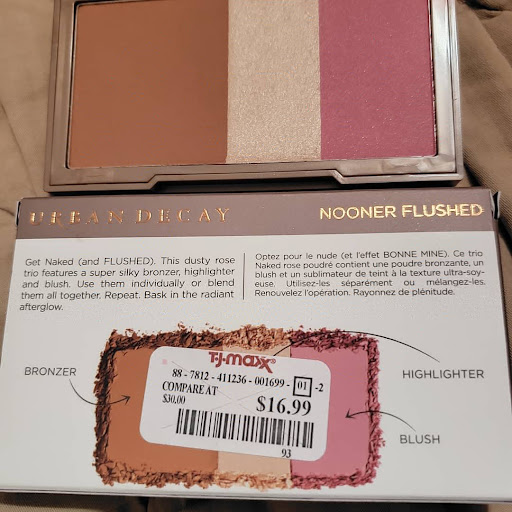 URBAN DECAY
NOONER FLUSHED
Get Naked (and FLUSHED). This dusty rose
trio features a super silky bronzer, highlighter
and blush. Use them individually or blend
them all together. Repeat. Bask in the radiant
afterglow.
Optez pour le nude (et l'effet BONNE MINE). Ce trio
Naked rose poudré contient une poudre bronzante, un
blush et un sublimateur de teint à la texture ultra-soy-
euse. Utilisez-les séparément ou mélangez-les.
Renouvelez l'opération. Rayonnez de plénitude.
BRONZER
HIGHLIGHTER
BLUSH
T·J·maxx®
88 - 7812 - 411236 - 001699 - 01 -2
COMPARE AT
$30.00
$16.99
93